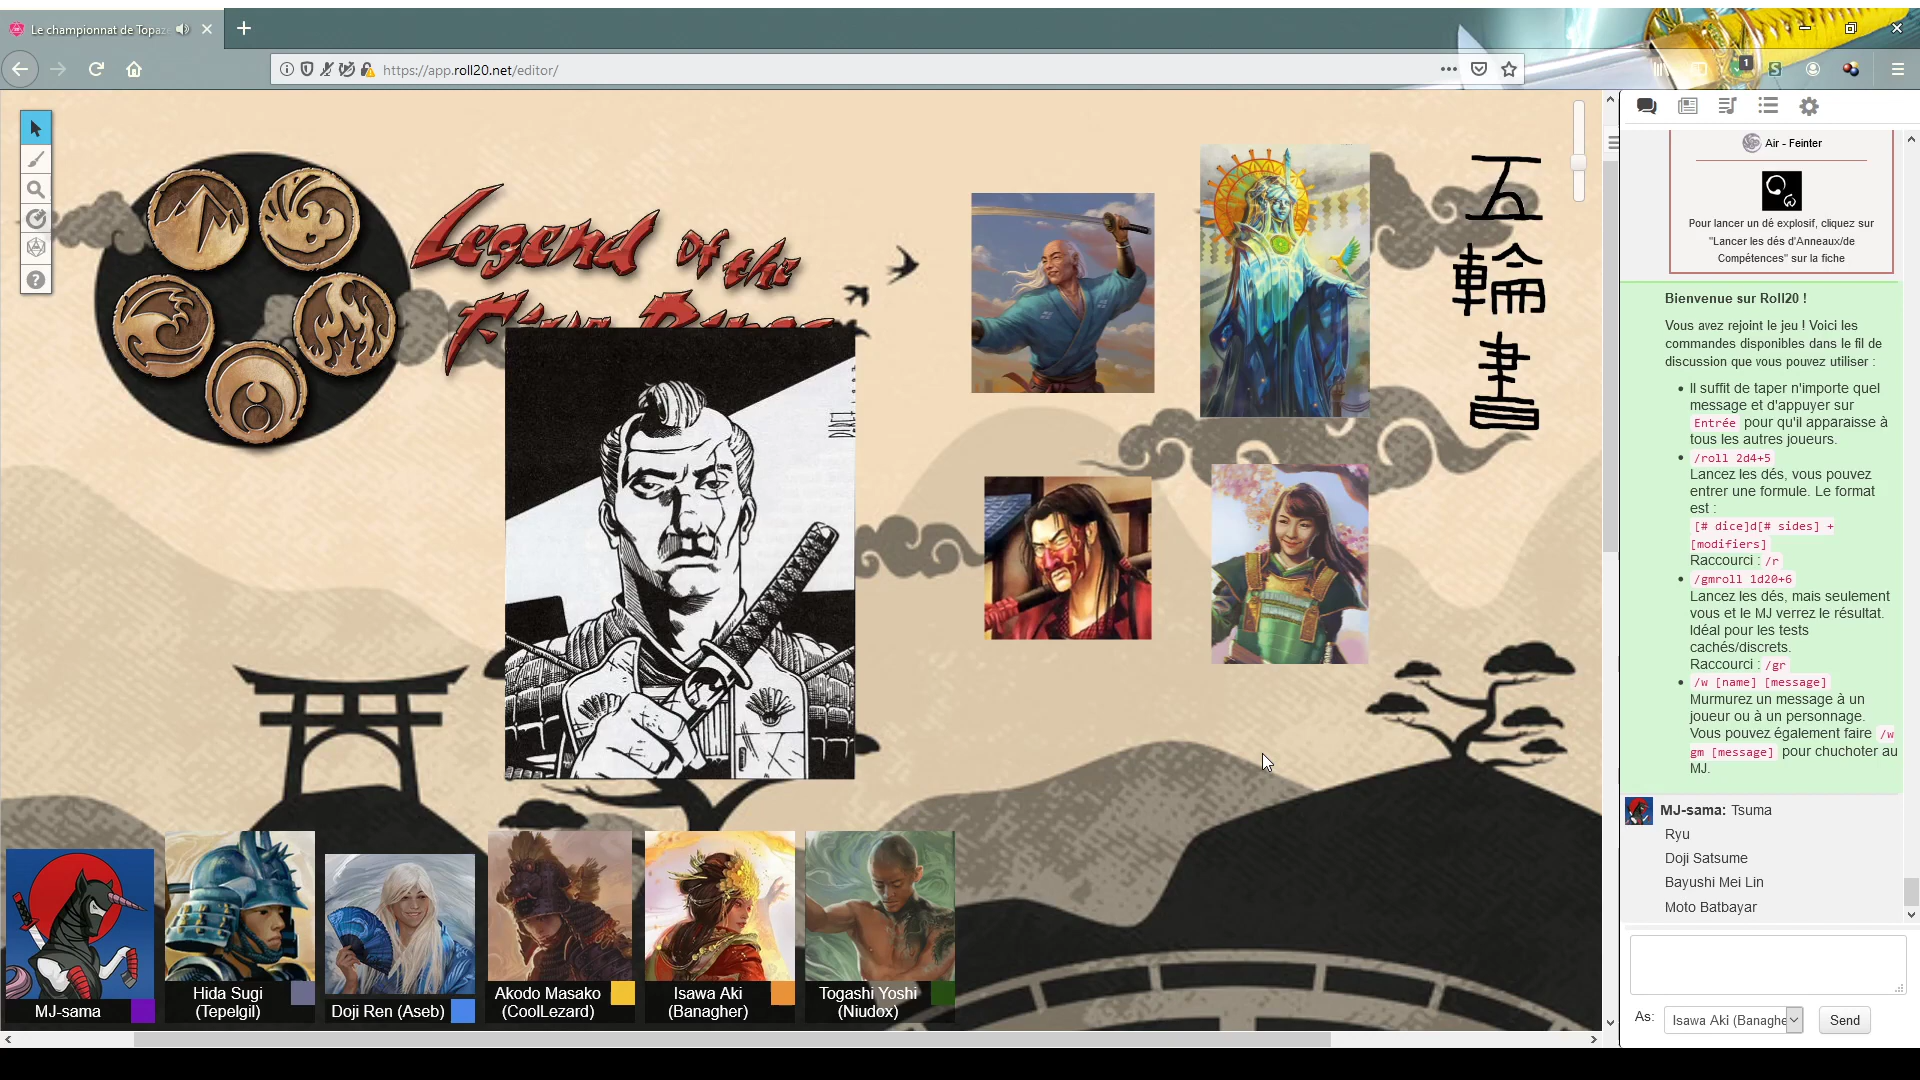 Le championnat de Topaz
https://app.roll20.net/editor/
1
Legend of the
五
輪
書
Air - Feinter
Pour lancer un dé explosif, cliquez sur
"Lancer les dés d'Anneaux/de
Compétences" sur la fiche
Bienvenue sur Roll20 !
Vous avez rejoint le jeu ! Voici les
commandes disponibles dans le fil de
discussion que vous pouvez utiliser :
Il suffit de taper n'importe quel
message et d'appuyer sur
Entrée pour qu'il apparaisse à
tous les autres joueurs.
/roll 2d4+5
Lancez les dés, vous pouvez
entrer une formule. Le format
est :
[# dice]d[# sides] +
[modifiers]
Raccourci : /r
/gmroll 1d20+6
Lancez les dés, mais seulement
vous et le MJ verrez le résultat.
Idéal pour les tests
cachés/discrets.
Raccourci : /gr
/w [name] [message]
Murmurez un message à un
joueur ou à un personnage.
Vous pouvez également faire /w
gm [message] pour chuchoter au
MJ.
MJ-sama: Tsuma
Ryu
Doji Satsume
Bayushi Mei Lin
Moto Batbayar
As: Isawa Aki (Banaghe
Send
MJ-sama
Hida Sugi
(Tepelgil)
Doji Ren (Aseb)
Akodo Masako
(CoolLezard)
Isawa Aki
(Banagher)
Togashi Yoshi
(Niudox)